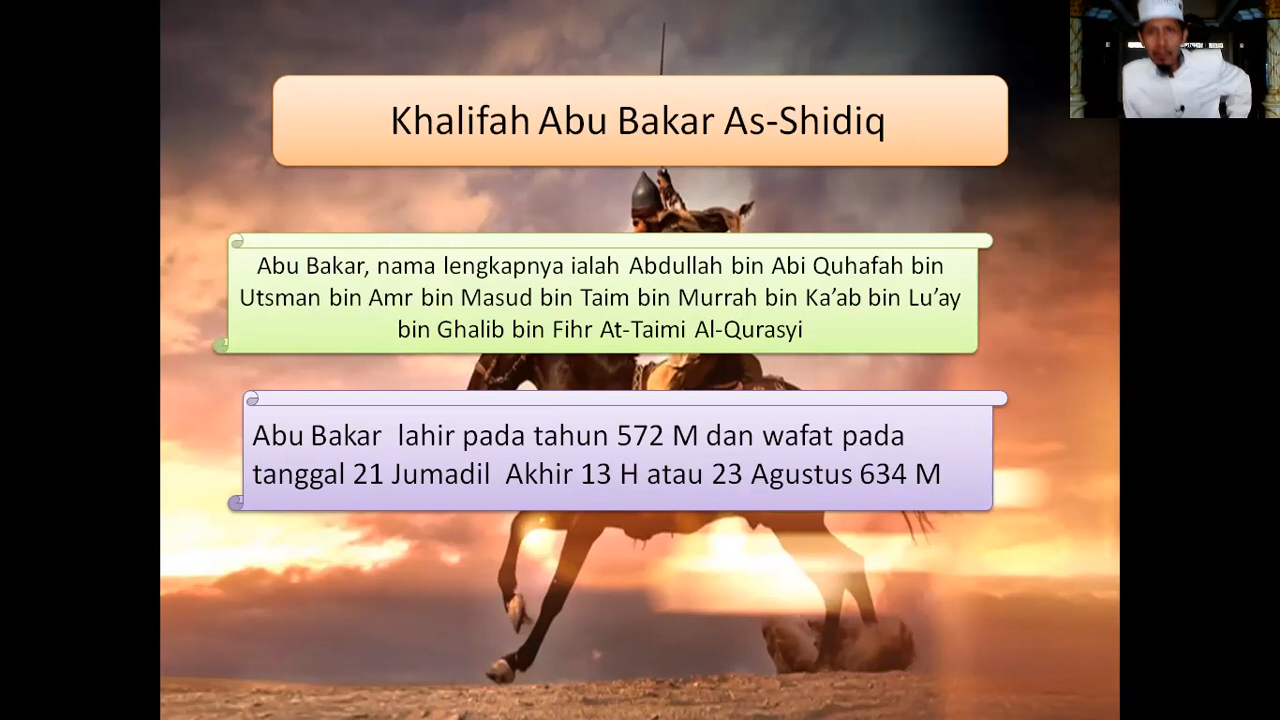 Khalifah Abu Bakar As-Shidiq
Abu Bakar, nama lengkapnya ialah Abdullah bin Abi Quhafah bin
Utsman bin Amr bin Masud bin Taim bin Murrah bin Ka’ab bin Lu’ay
bin Ghalib bin Fihr At-Taimi Al-Qurasyi
Abu Bakar lahir pada tahun 572 M dan wafat pada
tanggal 21 Jumadil Akhir 13 H atau 23 Agustus 634 M